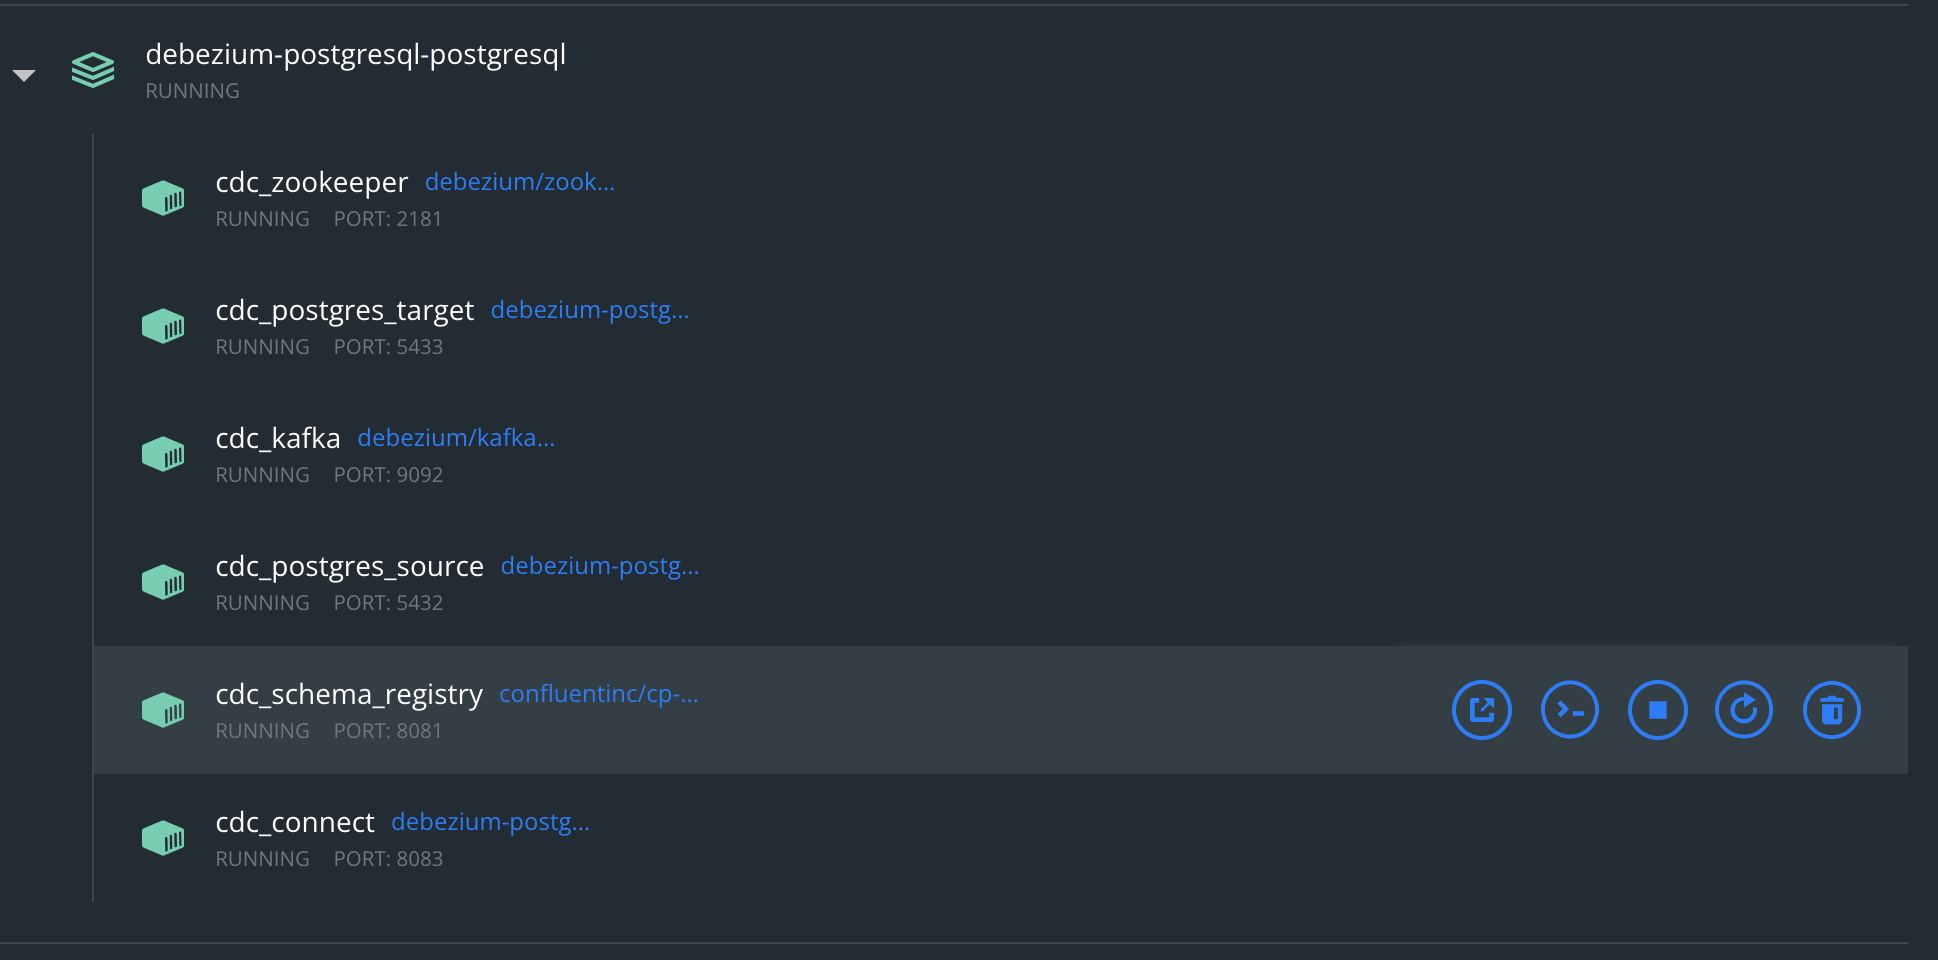 debezium-postgresql-postgresql
RUNNING
cdc_zookeeper debezium/zook...
RUNNING PORT: 2181
cdc_postgres_target debezium-postg...
RUNNING PORT: 5433
cdc_kafka debezium/kafka...
RUNNING PORT: 9092
cdc_postgres_source debezium-postg...
RUNNING PORT: 5432
cdc_schema_registry confluentinc/cp-...
RUNNING PORT: 8081
cdc_connect debezium-postg...
RUNNING PORT: 8083